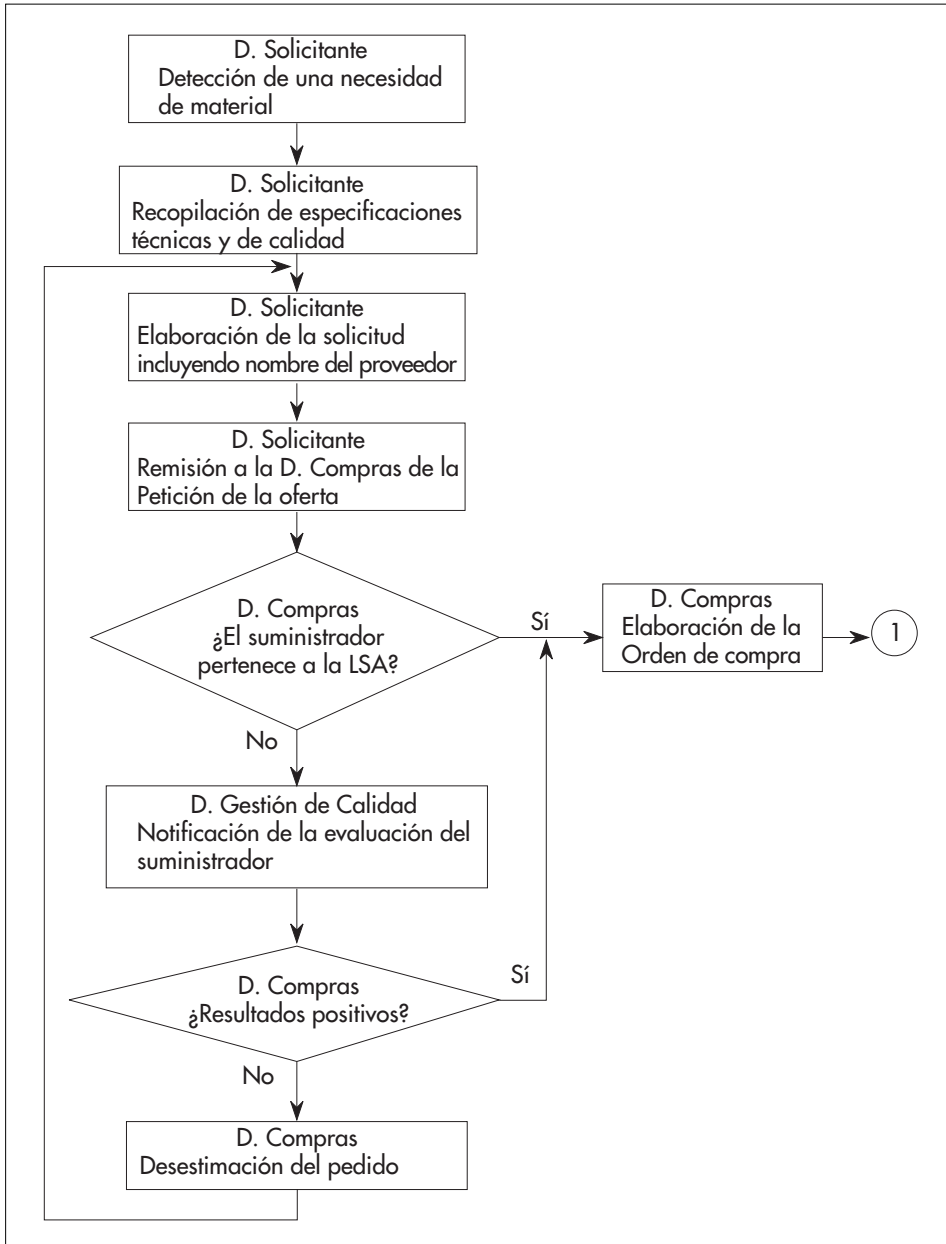 D. Solicitante
Detección de una necesidad
de material
D. Solicitante
Recopilación de especificaciones
técnicas y de calidad
D. Solicitante
Elaboración de la solicitud
incluyendo nombre del proveedor
D. Solicitante
Remisión a la D. Compras de la
Petición de la oferta
D. Compras
¿El suministrador
pertenece a la LSA?
Sí
D. Compras
Elaboración de la
Orden de compra
1
No
D. Gestión de Calidad
Notificación de la evaluación del
suministrador
D. Compras
¿Resultados positivos?
Sí
No
D. Compras
Desestimación del pedido